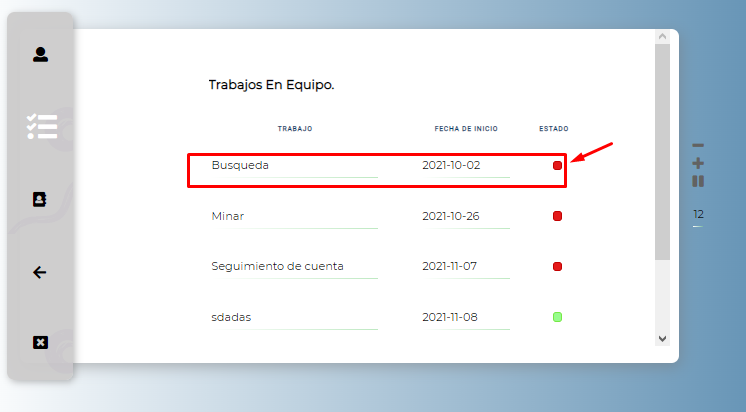 Trabajos En Equipo.
TRABAJO FECHA DE INICIO ESTADO
Busqueda 2021-10-02
Minar 2021-10-26
Seguimiento de cuenta 2021-11-07
sdadas 2021-11-08
12